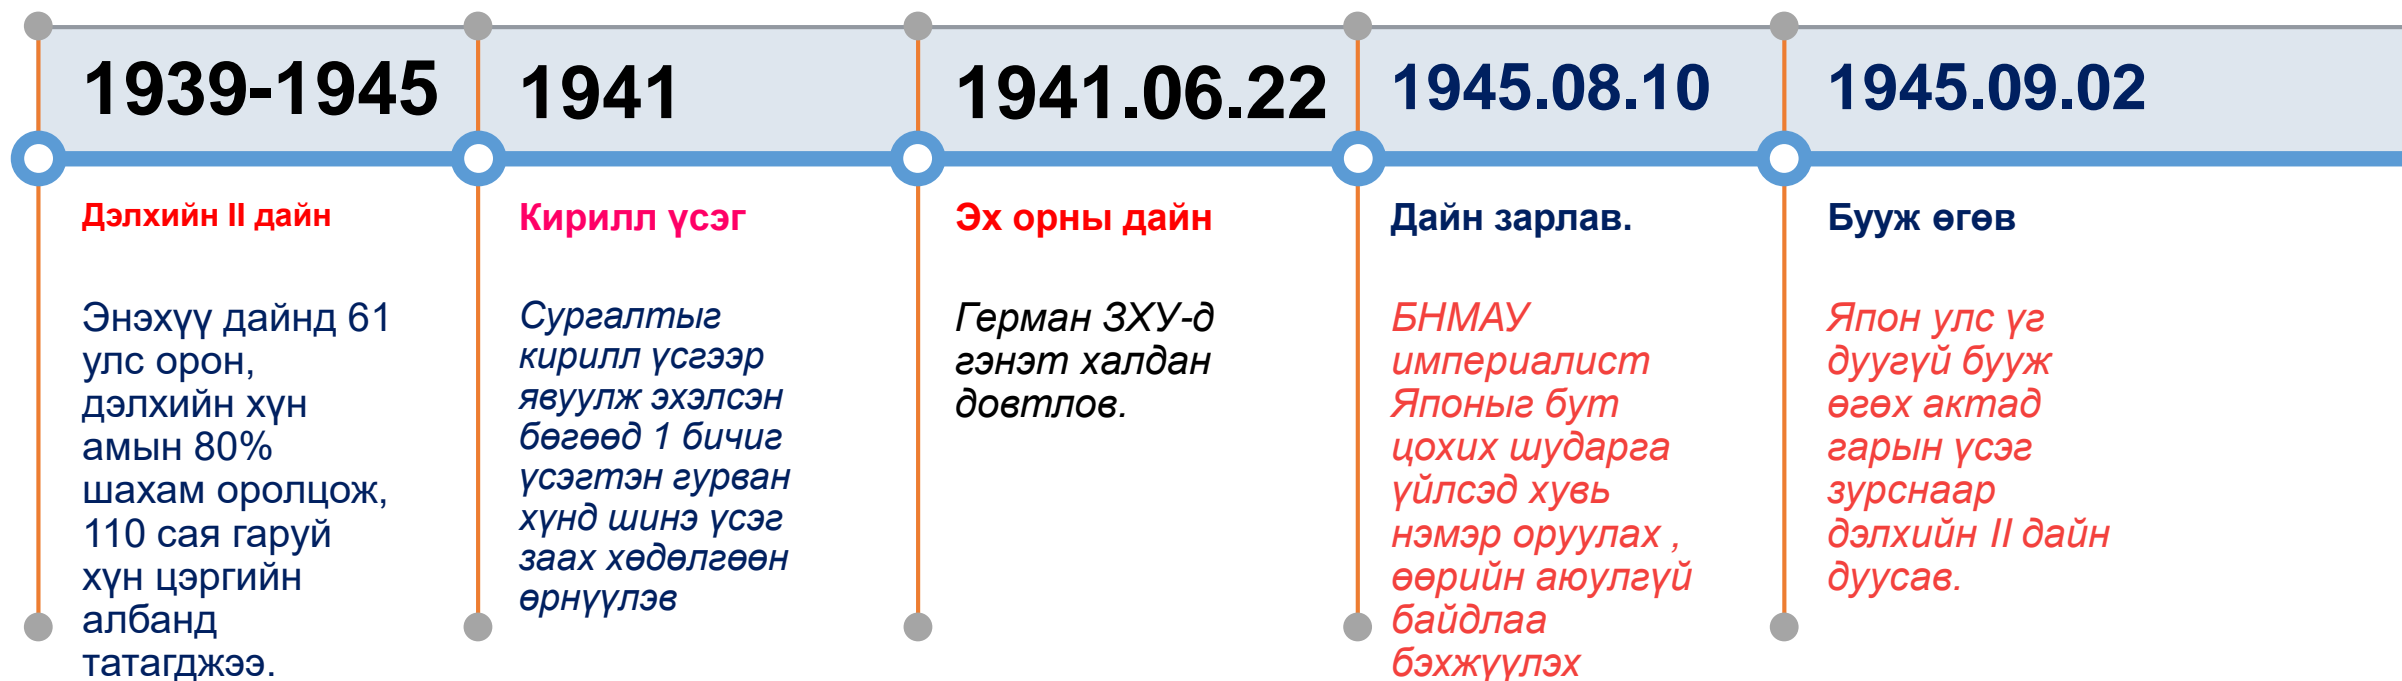 1939-1945
Дэлхийн II дайн
Энэхүү дайнд 61
улс орон,
дэлхийн хүн
амын 80%
шахам оролцож,
110 сая гаруй
хүн цэргийн
албанд
татагджээ.
1941
Кирилл үсэг
Сургалтыг
кирилл үсгээр
явуулж эхэлсэн
бөгөөд 1 бичиг
үсэгтэн гурван
хүнд шинэ үсэг
заах хөдөлгөөн
өрнүүлэв
1941.06.22
Эх орны дайн
Герман ЗХУ-д
гэнэт халдан
довтлов.
1945.08.10
Дайн зарлав.
БНМАУ
империалист
Японыг бут
цохих шударга
үйлсэд хувь
нэмэр оруулах ,
өөрийн аюулгүй
байдлаа
бэхжүүлэх
1945.09.02
Бууж өгөв
Япон улс үг
дуугүй бууж
өгөх актад
гарын үсэг
зурснаар
дэлхийн II дайн
дуусав.